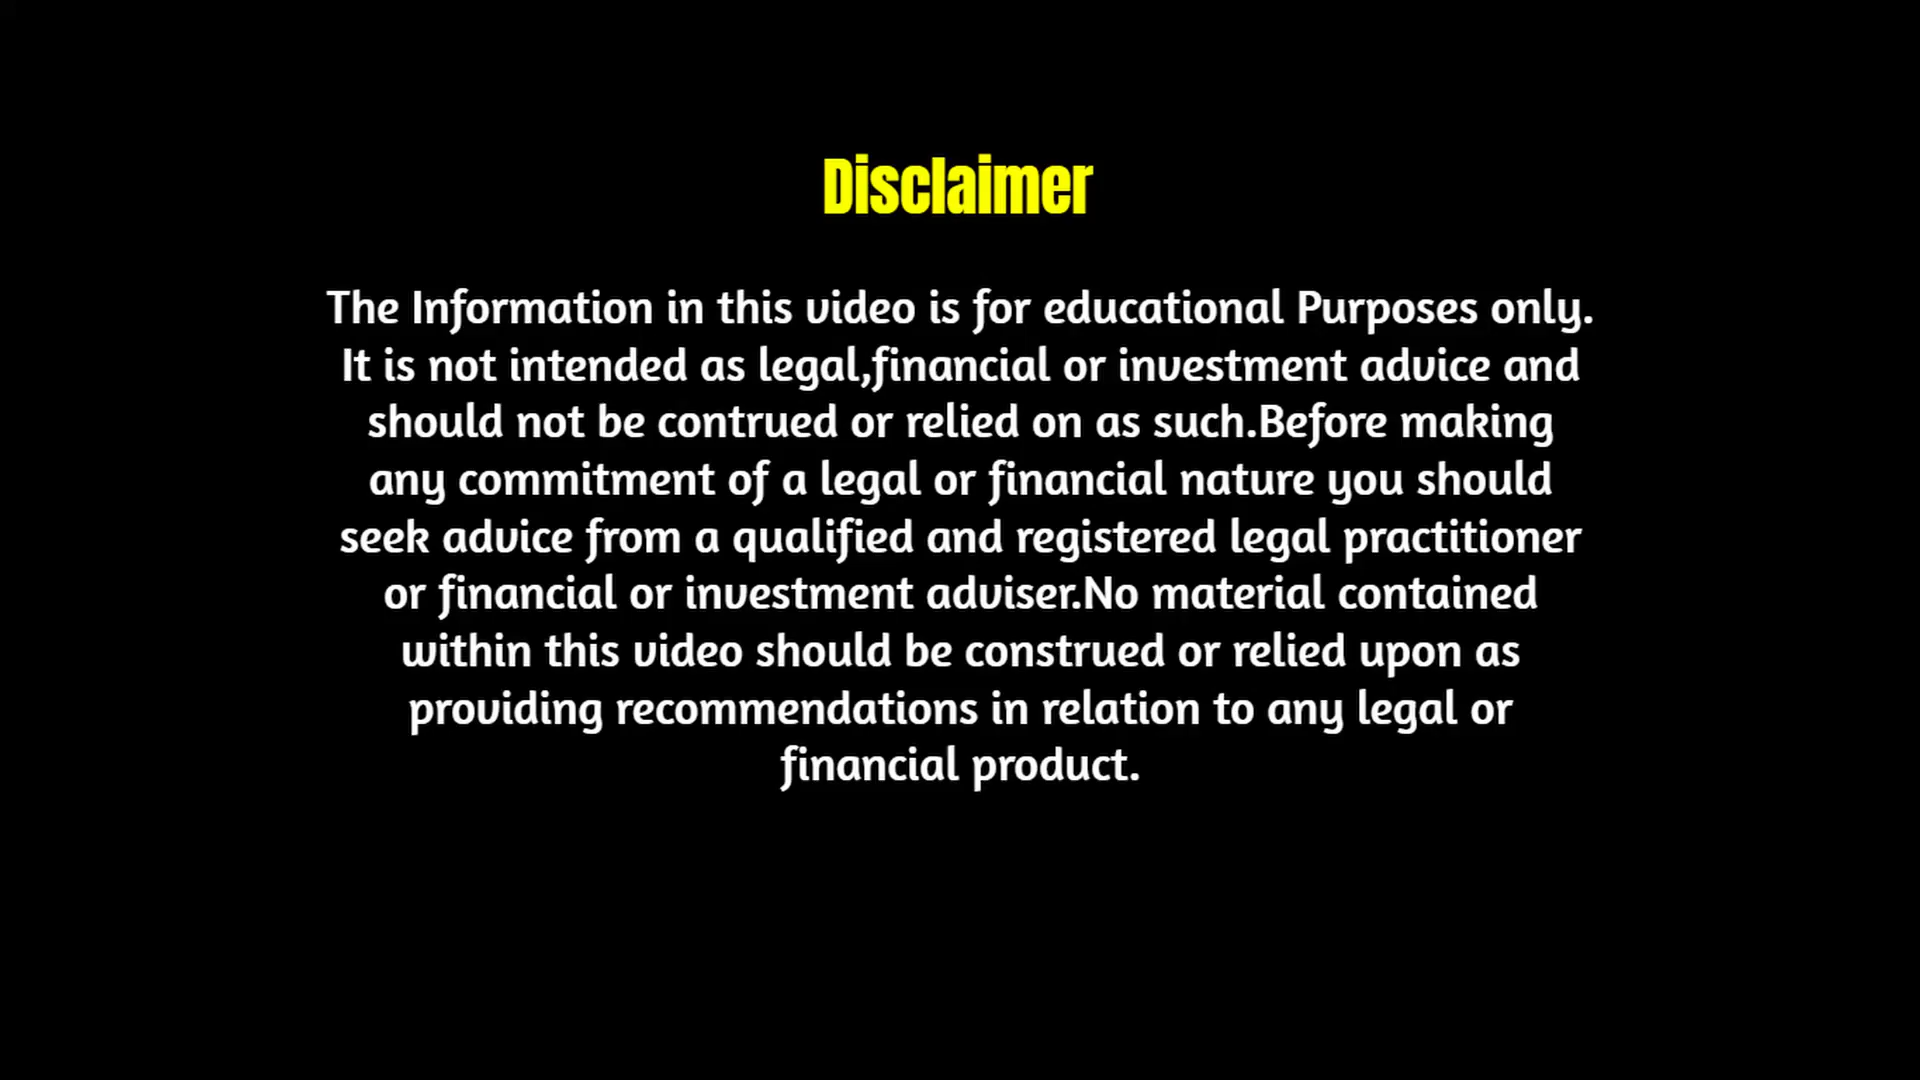 Disclaimer
The Information in this video is for educational Purposes only.
It is not intended as legal,financial or investment advice and
should not be contrued or relied on as such.Before making
any commitment of a legal or financial nature you should
seek advice from a qualified and registered legal practitioner
or financial or investment adviser.No material contained
within this video should be construed or relied upon as
providing recommendations in relation to any legal or
financial product.